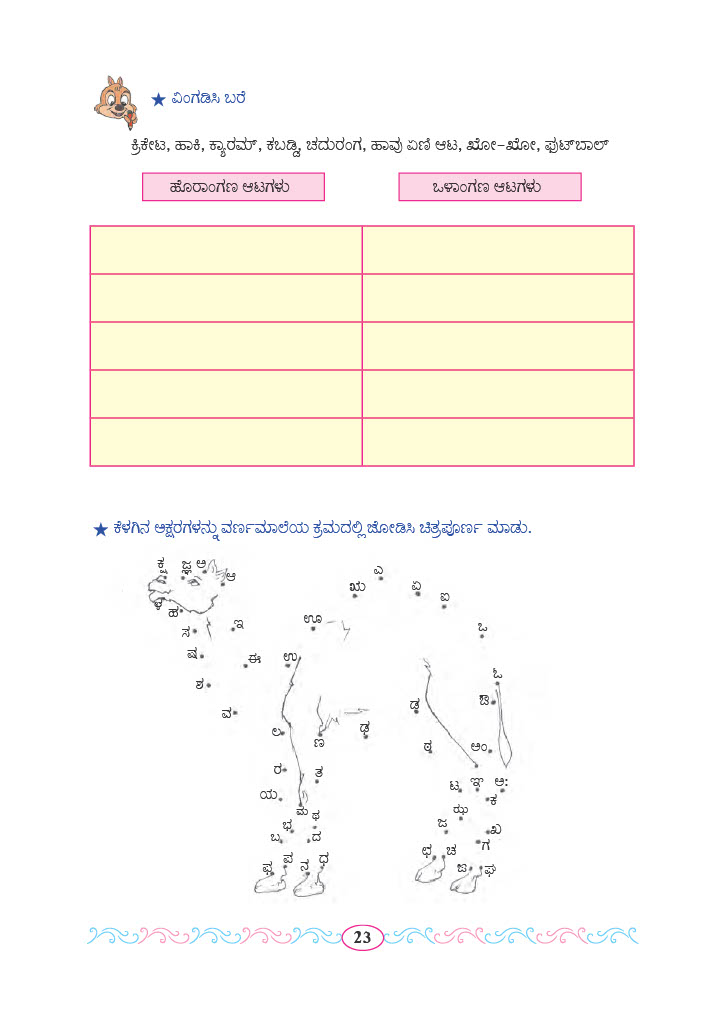 ★ ವಿಂಗಡಿಸಿ ಬರೆ
ಕ್ರಿಕೇಟ, ಹಾಕಿ, ಕ್ಯಾರಮ್, ಕಬಡ್ಡಿ, ಚದುರಂಗ, ಹಾವು ಏಣಿ ಆಟ, ಖೋ-ಖೋ, ಫುಟ್‌ಬಾಲ್
ಹೊರಾಂಗಣ ಆಟಗಳು ಒಳಾಂಗಣ ಆಟಗಳು
★ ಕೆಳಗಿನ ಅಕ್ಷರಗಳನ್ನು ವರ್ಣಮಾಲೆಯ ಕ್ರಮದಲ್ಲಿ ಜೋಡಿಸಿ ಚಿತ್ರಪೂರ್ಣ ಮಾಡು.
ಕ್ಷ ಜ್ಞ ಅ ಎ
ಆ ಋ ಏ ಐ
ಳ ಹ
ಸ ಇ ಊ ಒ
ಷ ಈ ಉ
ಶ ಓ
ವ ಡ ಔ
ಲ ಣ ಢ ಠ ಅಂ
ರ ತ
ಯ ಟ ಞ ಅಃ
ಮ ಥ ಝ ಕ
ಭ ಜ ಖ
ಬ ದ ಗ
ಫ ಪ ನ ಧ ಛ ಚ ಙ ಘ
23